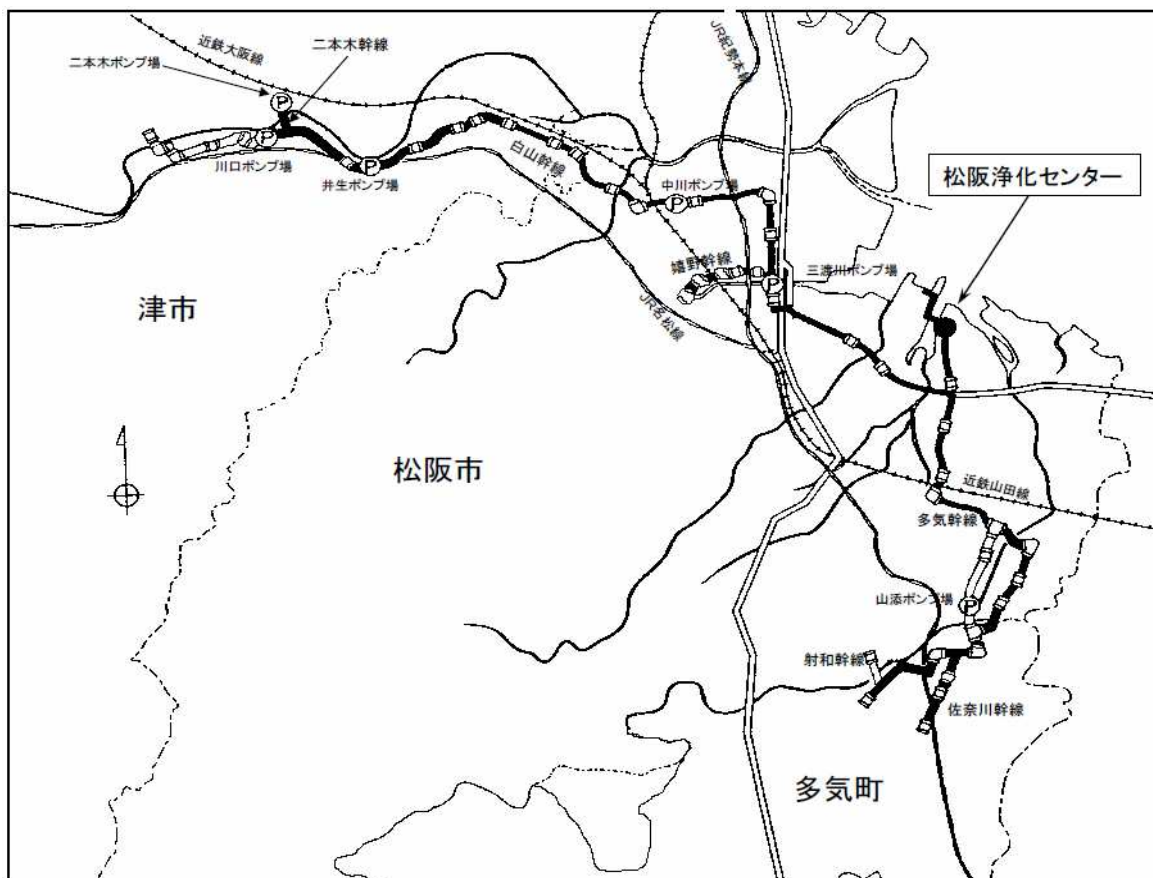 近鉄大阪線
二本木幹線
JR紀勢本線
二本木ポンプ場
白山幹線
川口ポンプ場
井生ポンプ場
中川ポンプ場
松阪浄化センター
嬉野幹線
三渡川ポンプ場
津市
JR名松線
松阪市
近鉄山田線
多気幹線
山添ポンプ場
射和幹線
佐奈川幹線
多気町
P
P
P
P
P
P